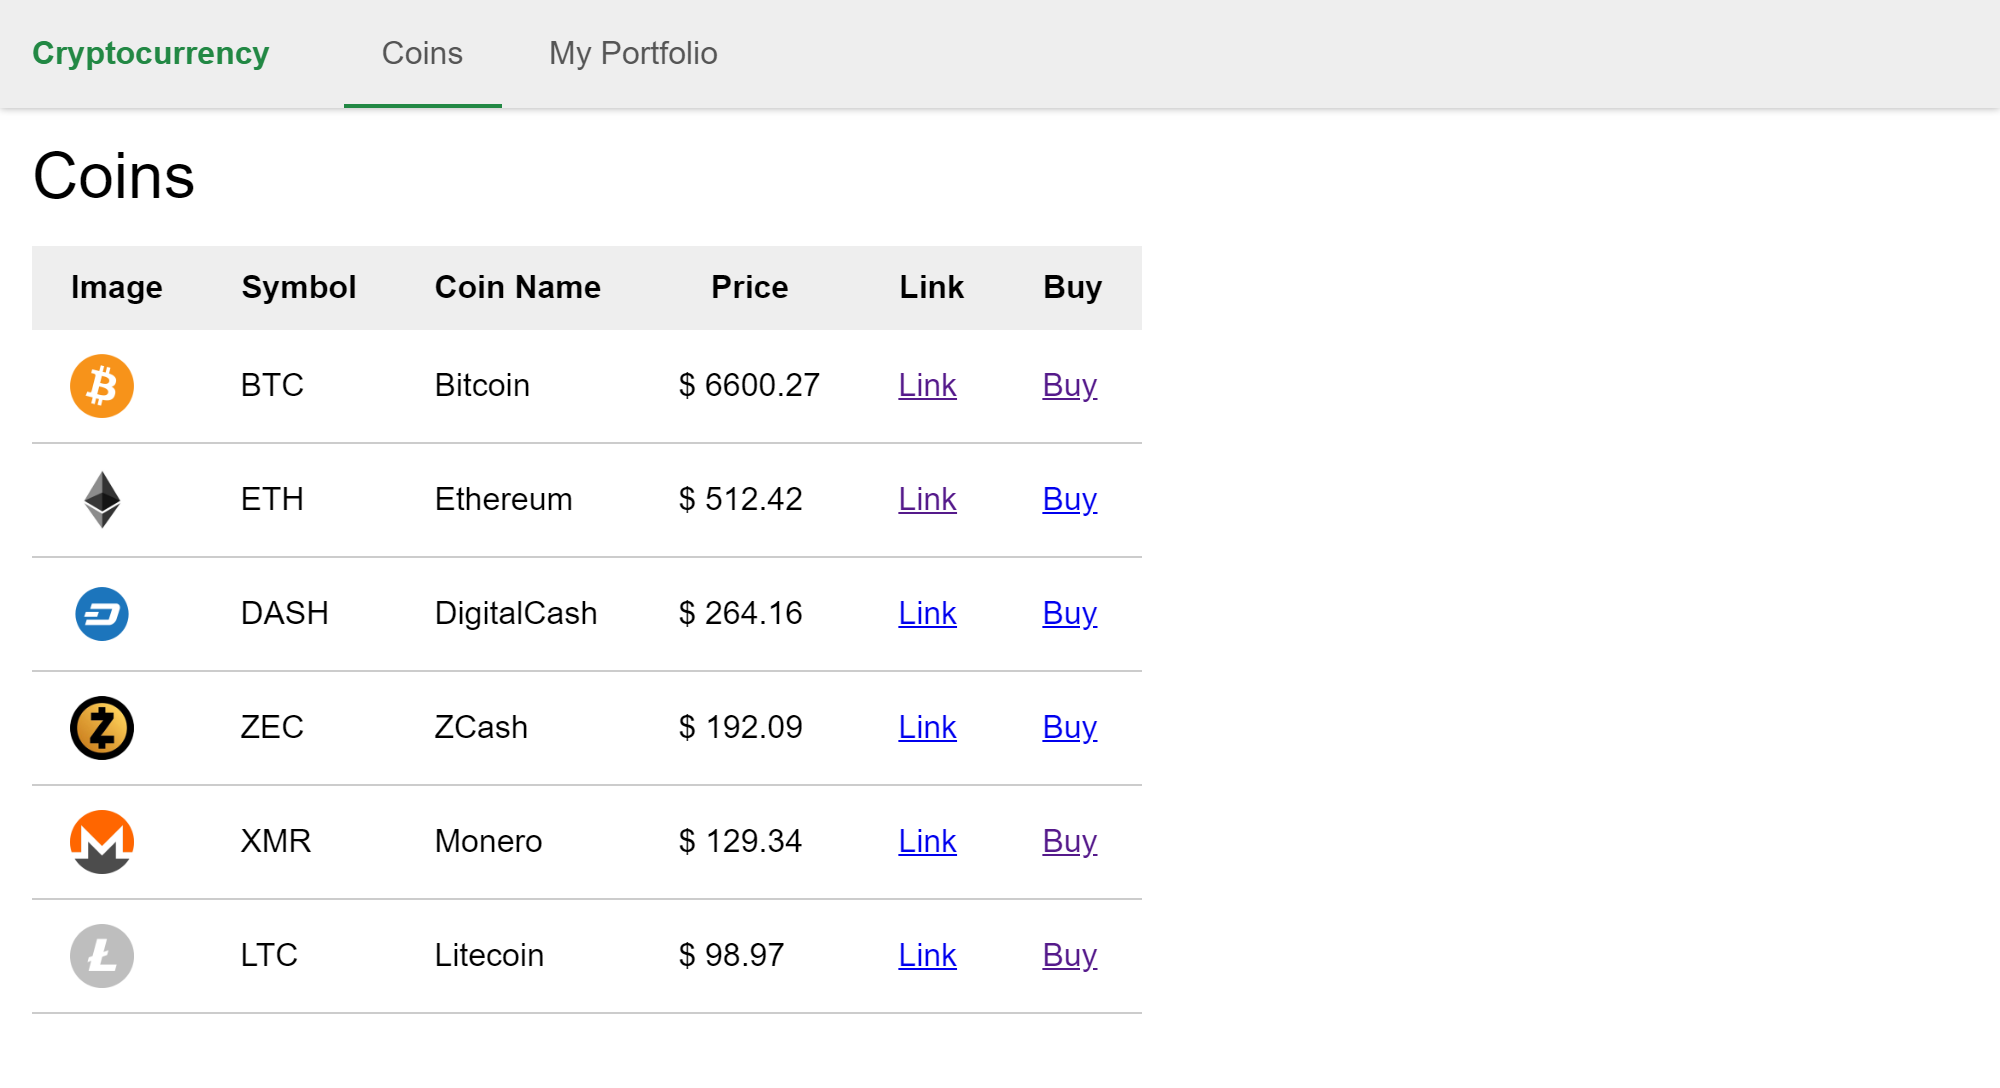 Cryptocurrency Coins My Portfolio
Coins
Image Symbol Coin Name Price Link Buy
BTC Bitcoin $ 6600.27 Link Buy
ETH Ethereum $ 512.42 Link Buy
DASH DigitalCash $ 264.16 Link Buy
ZEC ZCash $ 192.09 Link Buy
XMR Monero $ 129.34 Link Buy
LTC Litecoin $ 98.97 Link Buy